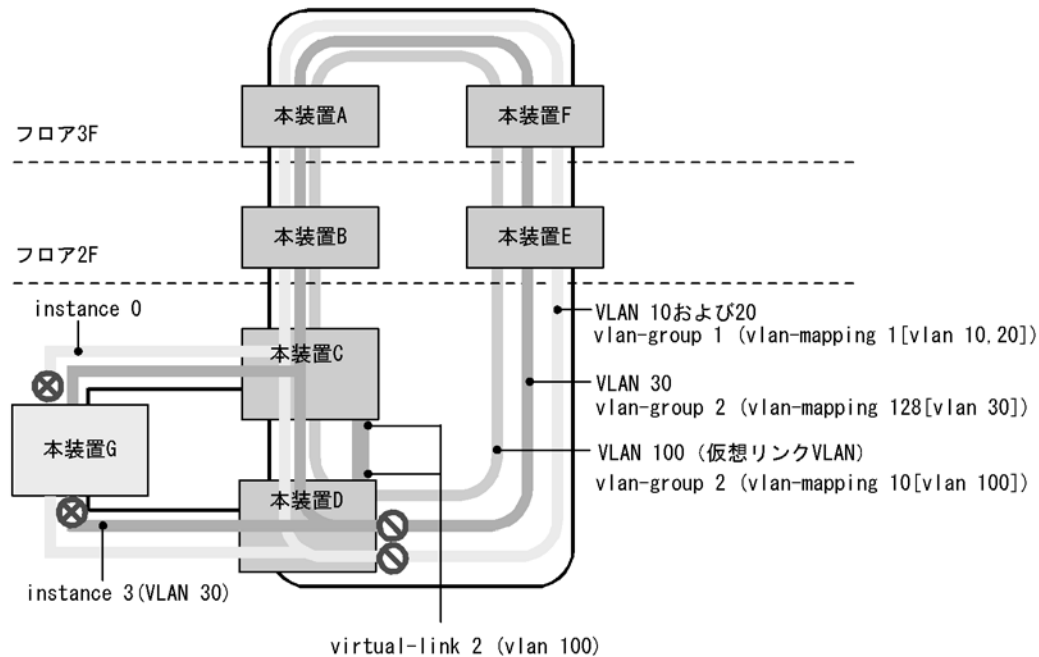 本装置A
本装置F
フロア3F
本装置B
本装置E
フロア2F
instance 0
VLAN 10および20
vlan-group 1 (vlan-mapping 1[vlan 10,20])
本装置C
VLAN 30
vlan-group 2 (vlan-mapping 128[vlan 30])
本装置G
VLAN 100 (仮想リンクVLAN)
vlan-group 2 (vlan-mapping 10[vlan 100])
本装置D
instance 3(VLAN 30)
virtual-link 2 (vlan 100)